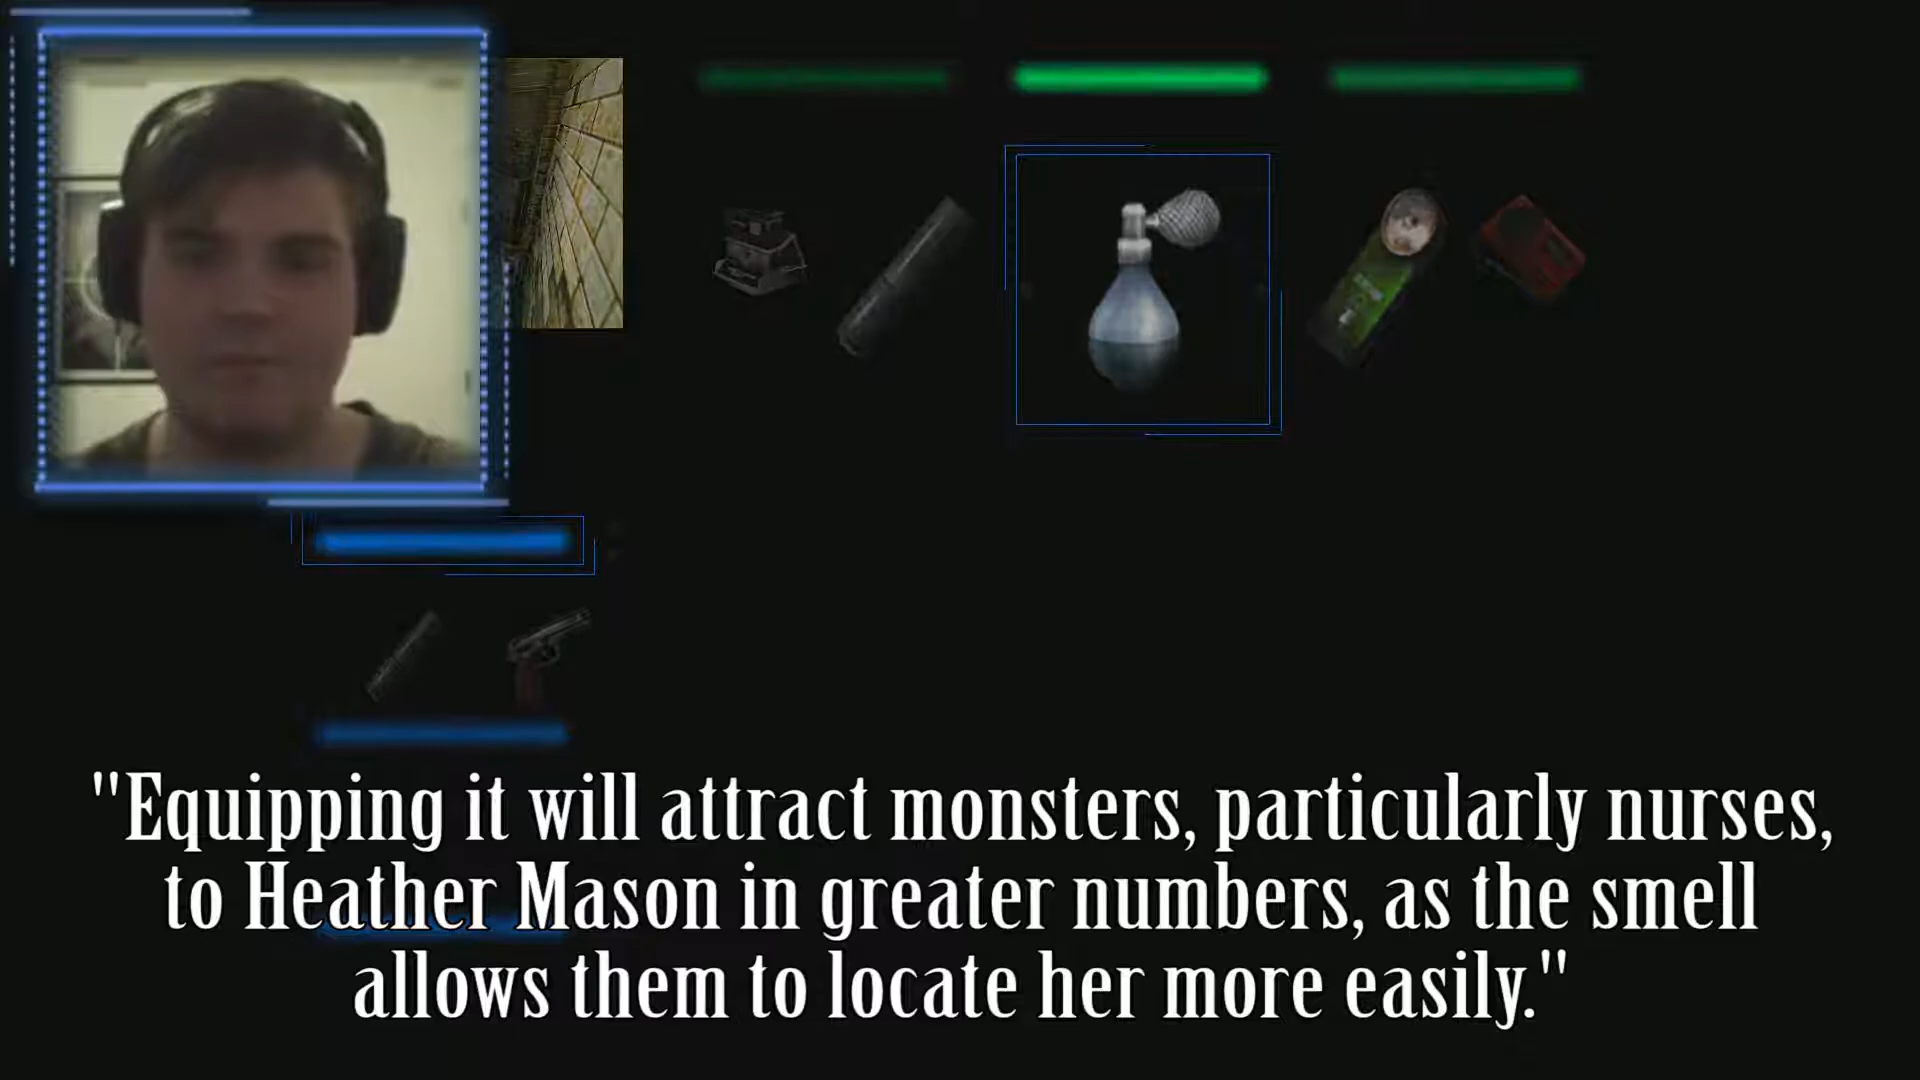 "Equipping it will attract monsters, particularly nurses,
to Heather Mason in greater numbers, as the smell
allows them to locate her more easily."